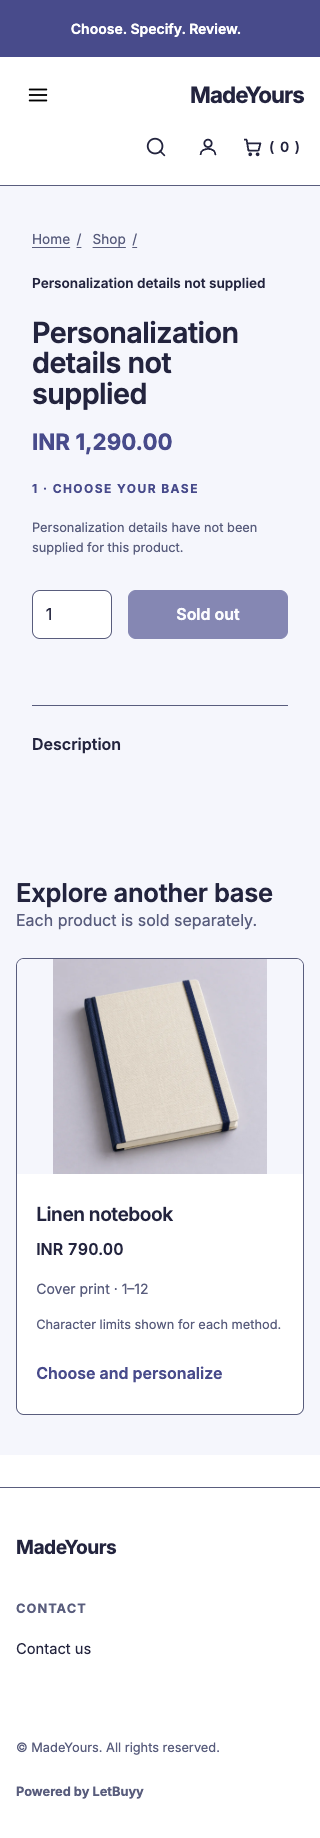 Choose. Specify. Review.
MadeYours
( 0 )
Home / Shop /
Personalization details not supplied
Personalization
details not
supplied
INR 1,290.00
1 · CHOOSE YOUR BASE
Personalization details have not been
supplied for this product.
1
Sold out
Description
Explore another base
Each product is sold separately.
Linen notebook
INR 790.00
Cover print · 1–12
Character limits shown for each method.
Choose and personalize
MadeYours
CONTACT
Contact us
© MadeYours. All rights reserved.
Powered by LetBuyy